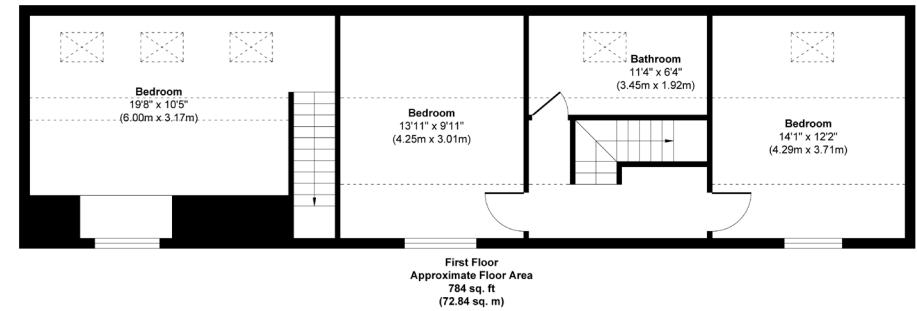 Bedroom
19'8" x 10'5"
(6.00m x 3.17m)
Bedroom
13'11" x 9'11"
(4.25m x 3.01m)
Bathroom
11'4" x 6'4"
(3.45m x 1.92m)
Bedroom
14'1" x 12'2"
(4.29m x 3.71m)
First Floor
Approximate Floor Area
784 sq. ft
(72.84 sq. m)